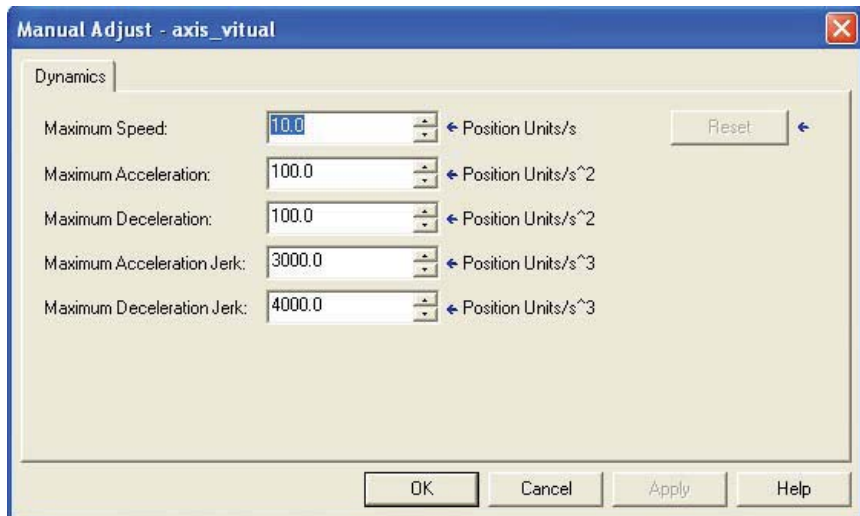 Manual Adjust - axis_vitual
Dynamics
Maximum Speed: 10.0 Position Units/s Reset
Maximum Acceleration: 100.0 Position Units/s^2
Maximum Deceleration: 100.0 Position Units/s^2
Maximum Acceleration Jerk: 3000.0 Position Units/s^3
Maximum Deceleration Jerk: 4000.0 Position Units/s^3
OK Cancel Apply Help